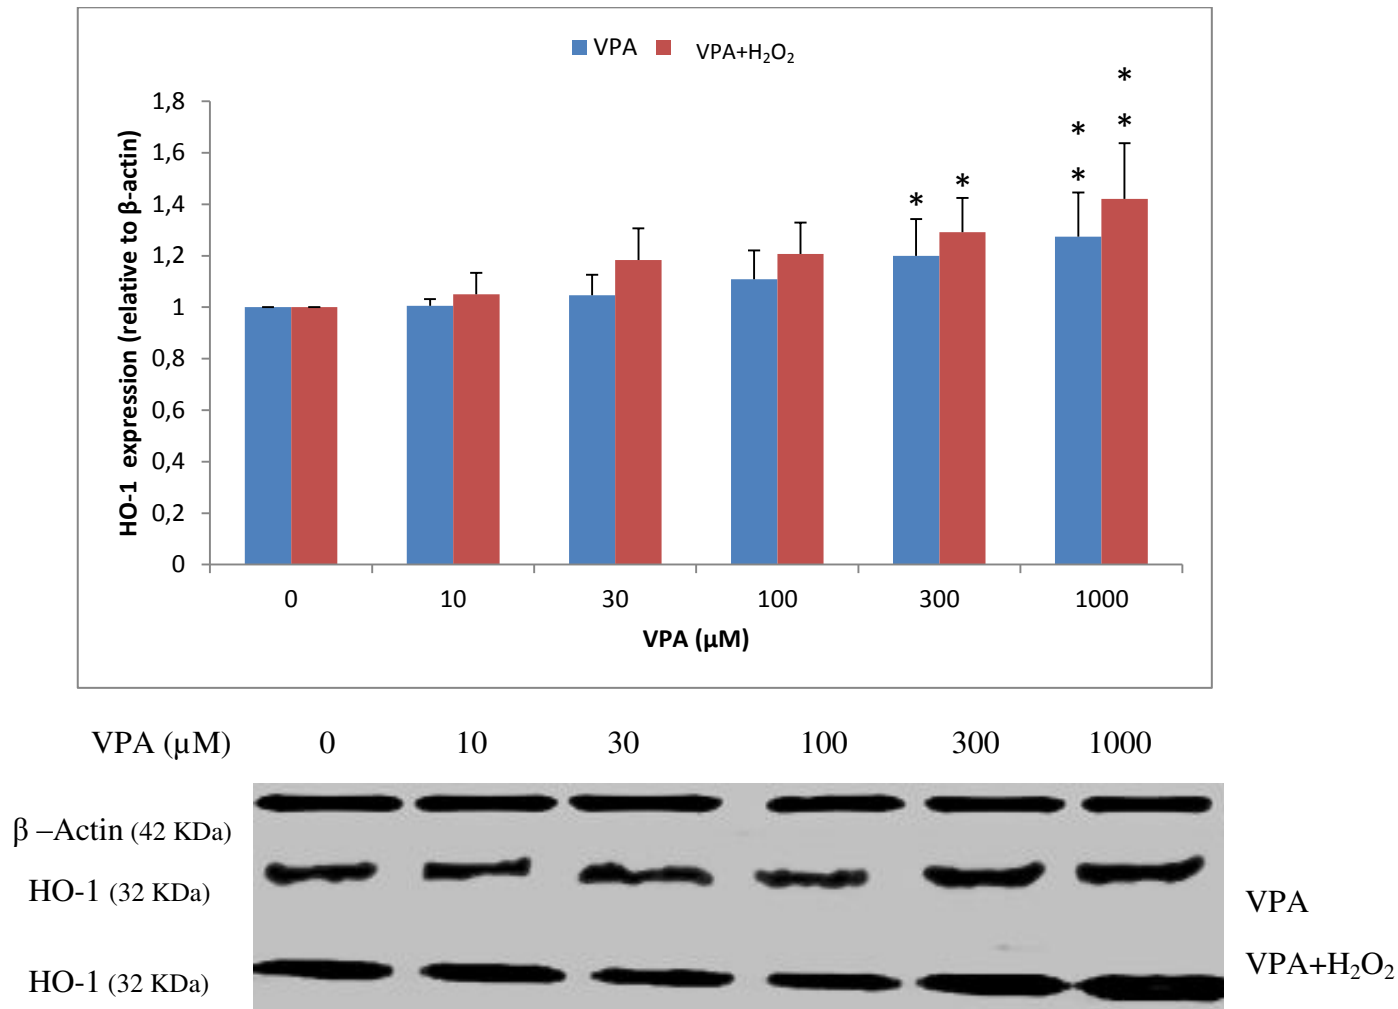 VPA VPA+H₂O₂
* *
* * * *
1,8
1,6
1,4
1,2
1
0,8
0,6
0,4
0,2
0
HO-1 expression (relative to β-actin)
0 10 30 100 300 1000
VPA (µM)
VPA (µM) 0 10 30 100 300 1000
β –Actin (42 KDa)
HO-1 (32 KDa) VPA
HO-1 (32 KDa) VPA+H₂O₂